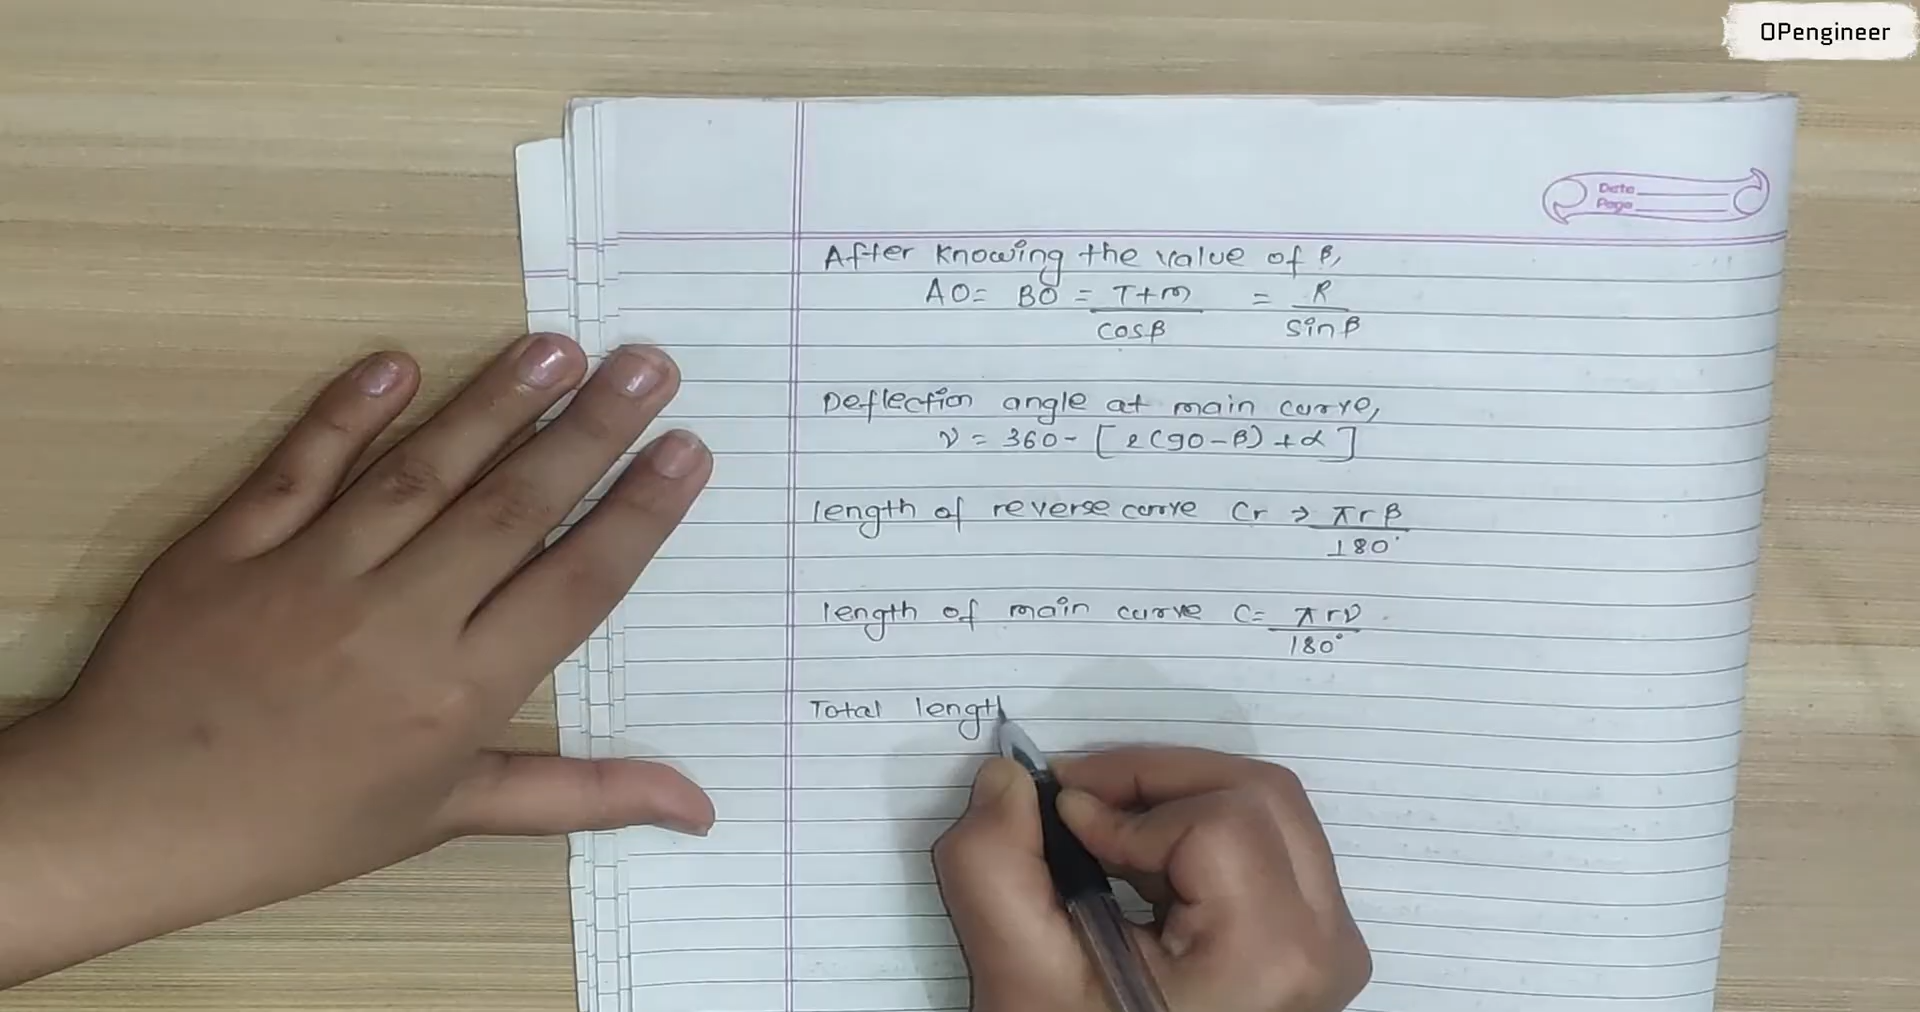 OPengineer
Date
Page
After knowing the value of β,
AO = BO = T+m / cosβ = R / sinβ
Deflection angle at main curve,
ν = 360 - [2(90-β) + α]
length of reverse curve Cr → πrβ / 180°
length of main curve C = πrν / 180°
Total length